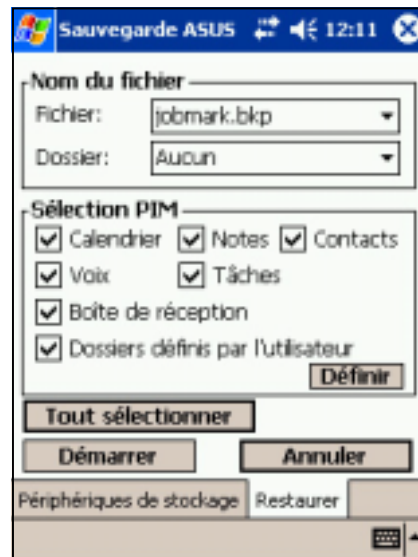 Sauvegarde ASUS 12:11
Nom du fichier
Fichier: jobmark.bkp
Dossier: Aucun
Sélection PIM
Calendrier Notes Contacts
Voix Tâches
Boîte de réception
Dossiers définis par l'utilisateur
Définir
Tout sélectionner
Démarrer Annuler
Périphériques de stockage Restaurer